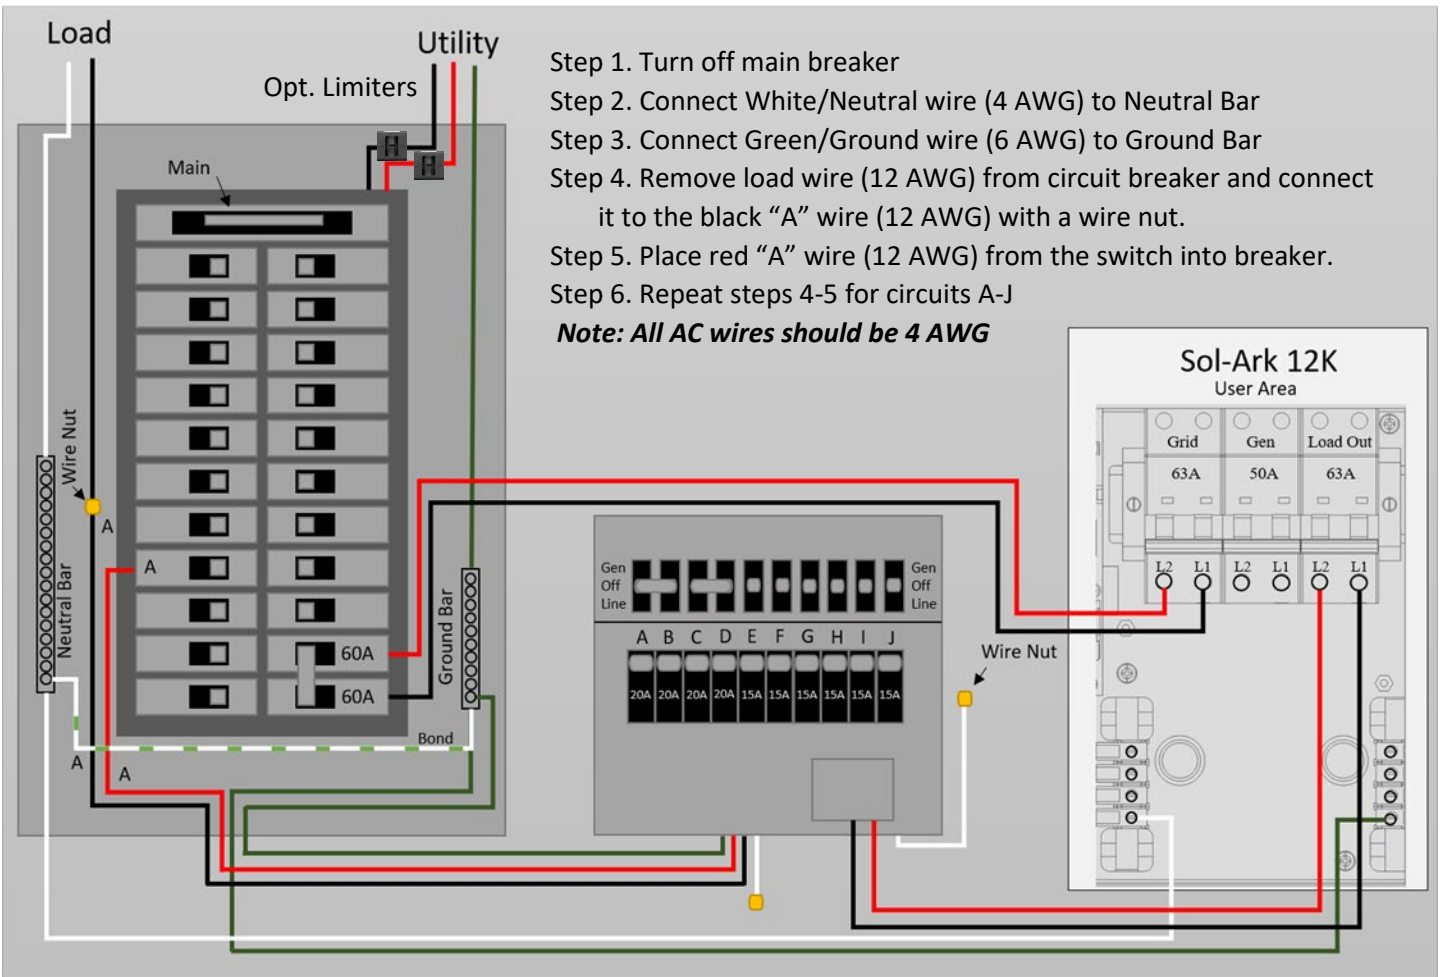 Load
Utility
Opt. Limiters
Step 1. Turn off main breaker
Step 2. Connect White/Neutral wire (4 AWG) to Neutral Bar
Step 3. Connect Green/Ground wire (6 AWG) to Ground Bar
Step 4. Remove load wire (12 AWG) from circuit breaker and connect
it to the black “A” wire (12 AWG) with a wire nut.
Step 5. Place red “A” wire (12 AWG) from the switch into breaker.
Step 6. Repeat steps 4-5 for circuits A-J
Note: All AC wires should be 4 AWG
H
H
Main
Wire Nut
A
A
Neutral Bar
60A
60A
Ground Bar
Bond
A
A
Gen
Off
Line
Gen
Off
Line
A B C D E F G H I J
20A 20A 20A 20A 15A 15A 15A 15A 15A 15A
Wire Nut
Sol-Ark 12K
User Area
Grid Gen Load Out
63A 50A 63A
L2 L1 L2 L1 L2 L1